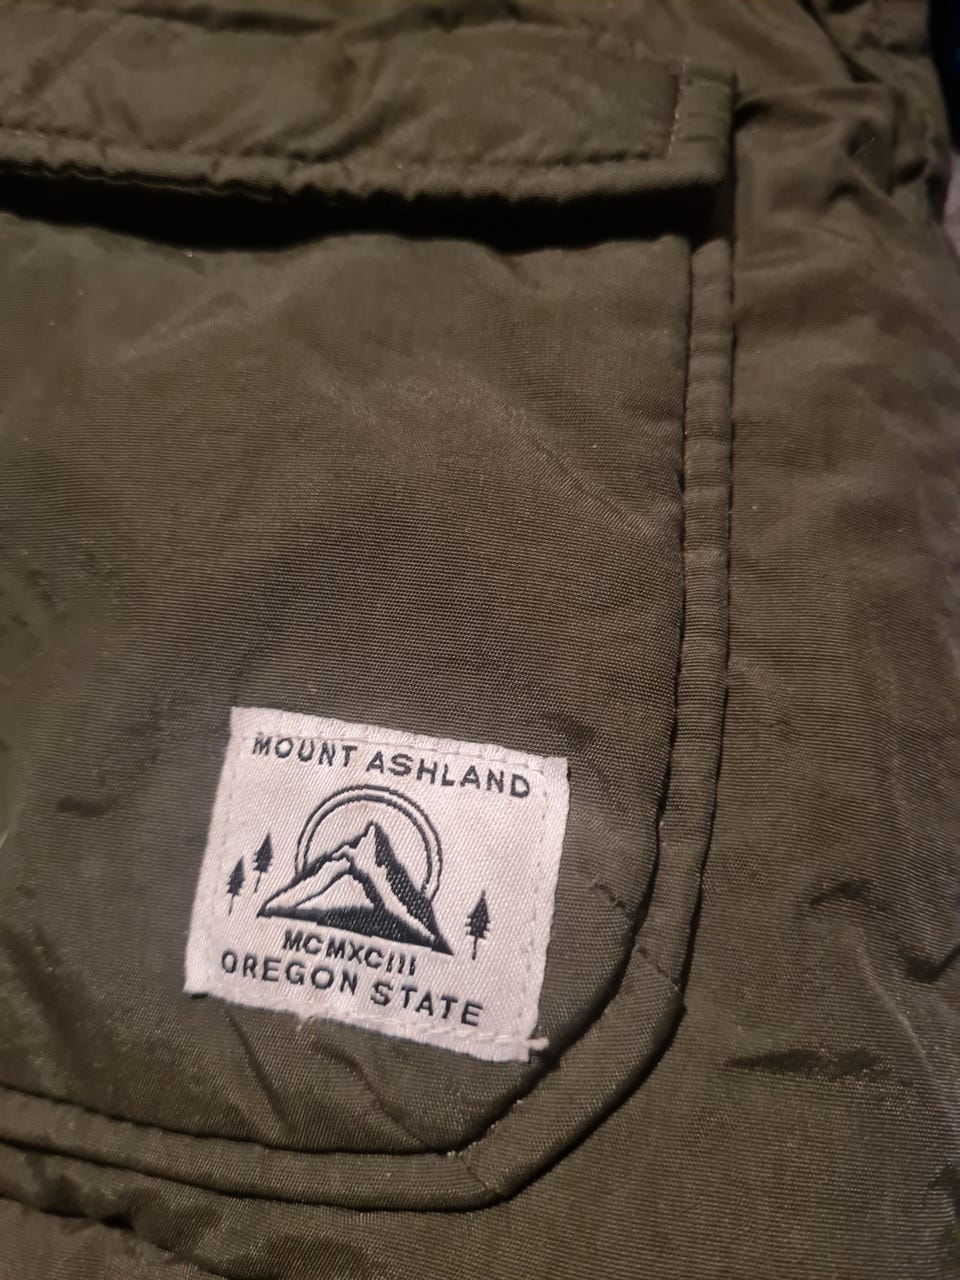 MOUNT ASHLAND
MCMXCIII
OREGON STATE